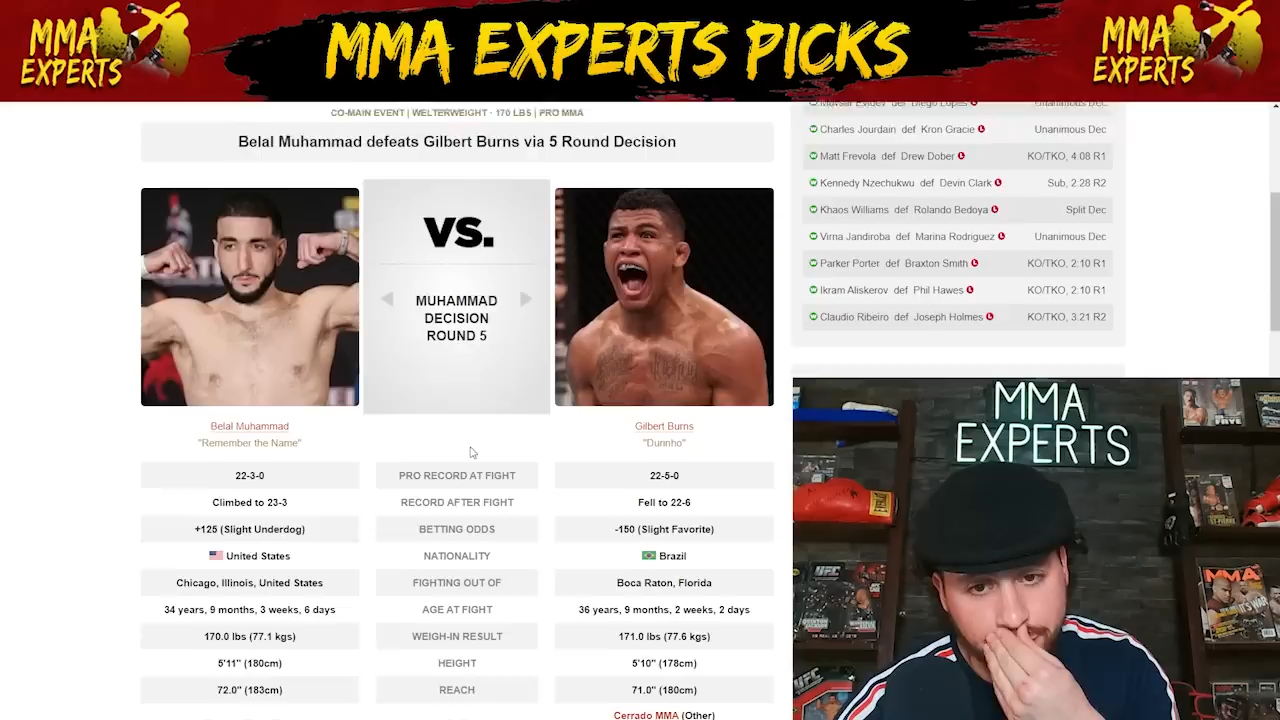 MMA EXPERTS
MMA EXPERTS PICKS
MMA EXPERTS
CO-MAIN EVENT | WELTERWEIGHT · 170 LBS | PRO MMA
Belal Muhammad defeats Gilbert Burns via 5 Round Decision
VS.
MUHAMMAD
DECISION
ROUND 5
Belal Muhammad
Gilbert Burns
"Remember the Name"
"Durinho"
22-3-0 PRO RECORD AT FIGHT 22-5-0
Climbed to 23-3 RECORD AFTER FIGHT Fell to 22-6
+125 (Slight Underdog) BETTING ODDS -150 (Slight Favorite)
United States NATIONALITY Brazil
Chicago, Illinois, United States FIGHTING OUT OF Boca Raton, Florida
34 years, 9 months, 3 weeks, 6 days AGE AT FIGHT 36 years, 9 months, 2 weeks, 2 days
170.0 lbs (77.1 kgs) WEIGH-IN RESULT 171.0 lbs (77.6 kgs)
5'11" (180cm) HEIGHT 5'10" (178cm)
72.0" (183cm) REACH 71.0" (180cm)
Cerrado MMA (Other)
Movsar Evloev def Diego Lopes Unanimous Dec
Charles Jourdain def Kron Gracie Unanimous Dec
Matt Frevola def Drew Dober KO/TKO, 4:08 R1
Kennedy Nzechukwu def Devin Clark Sub, 2:28 R2
Khaos Williams def Rolando Bedoya Split Dec
Virna Jandiroba def Marina Rodriguez Unanimous Dec
Parker Porter def Braxton Smith KO/TKO, 2:10 R1
Ikram Aliskerov def Phil Hawes KO/TKO, 2:10 R1
Claudio Ribeiro def Joseph Holmes KO/TKO, 3:21 R2
MMA
EXPERTS
UFC
MMA
UFC